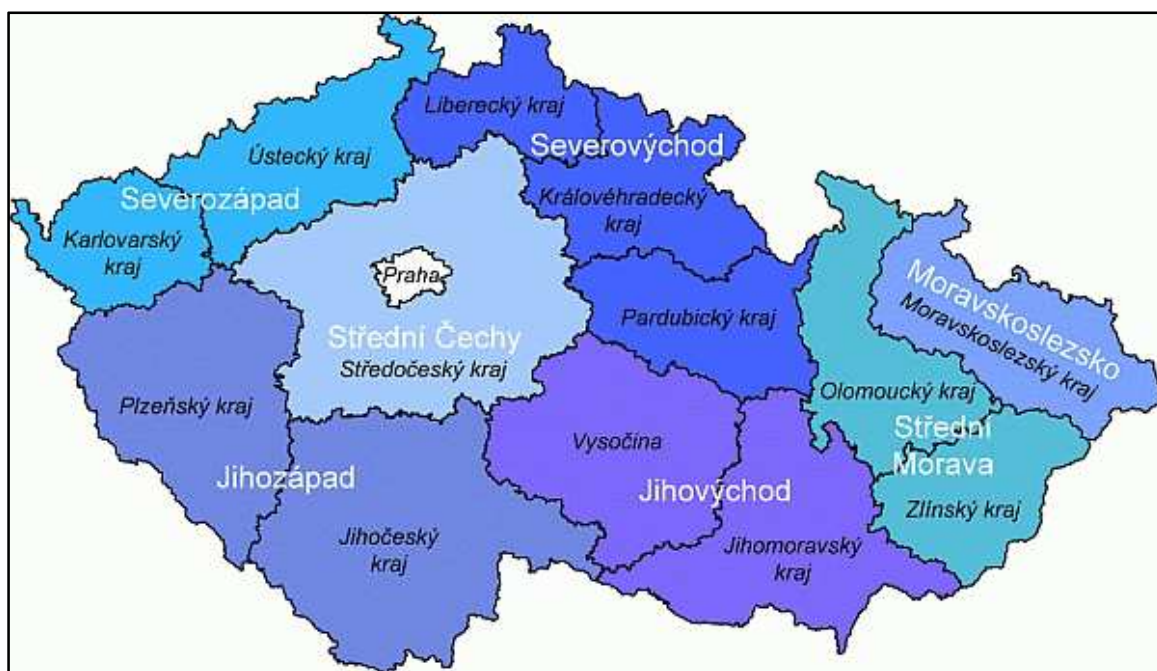 Liberecký kraj
Severovýchod
Ústecký kraj
Severozápad
Královéhradecký
kraj
Karlovarský
kraj
Praha
Moravskoslezsko
Moravskoslezský kraj
Pardubický kraj
Střední Čechy
Středočeský kraj
Plzeňský kraj
Olomoucký kraj
Střední
Morava
Vysočina
Jihozápad
Jihovýchod
Zlínský kraj
Jihočeský
kraj
Jihomoravský
kraj